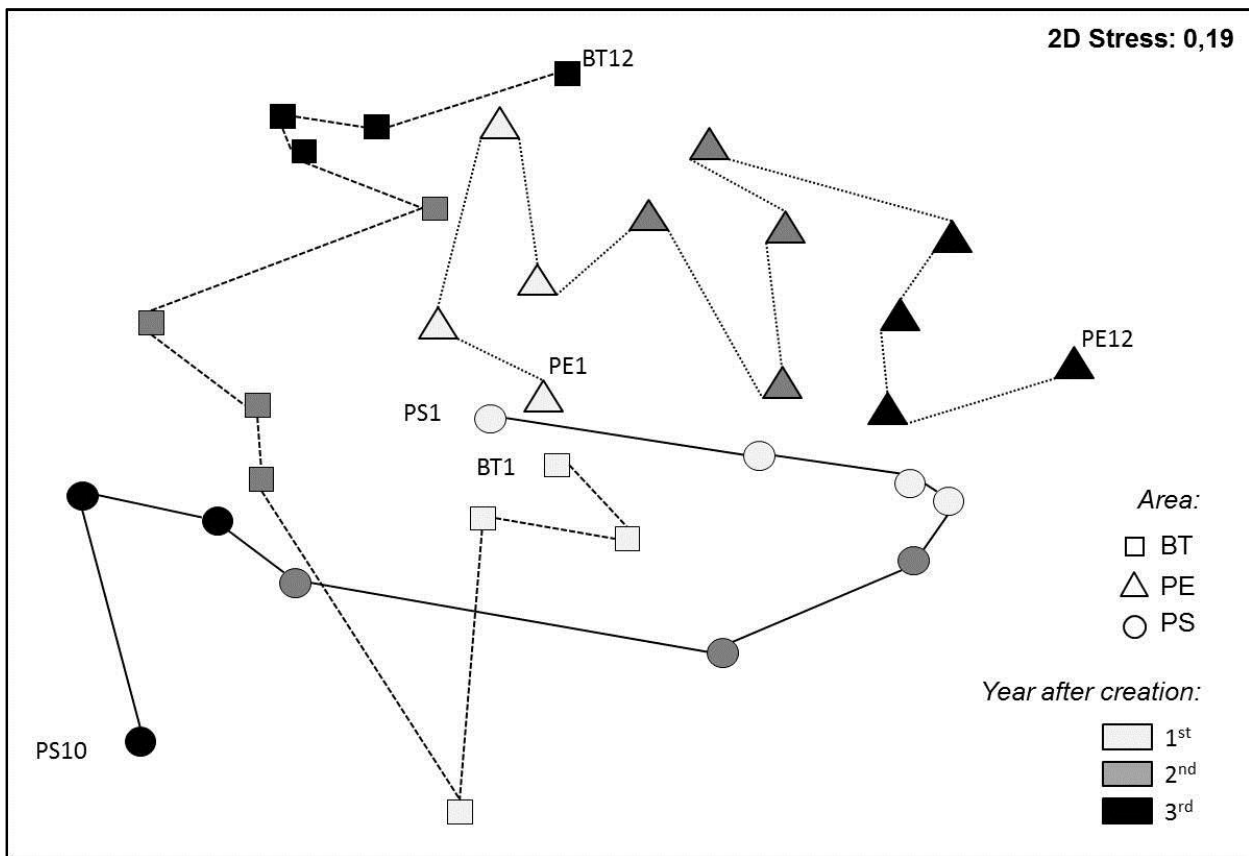 2D Stress: 0,19
BT12
PE12
PE1
PS1
BT1
Area:
BT
PE
PS
Year after creation:
1st
2nd
3rd
PS10